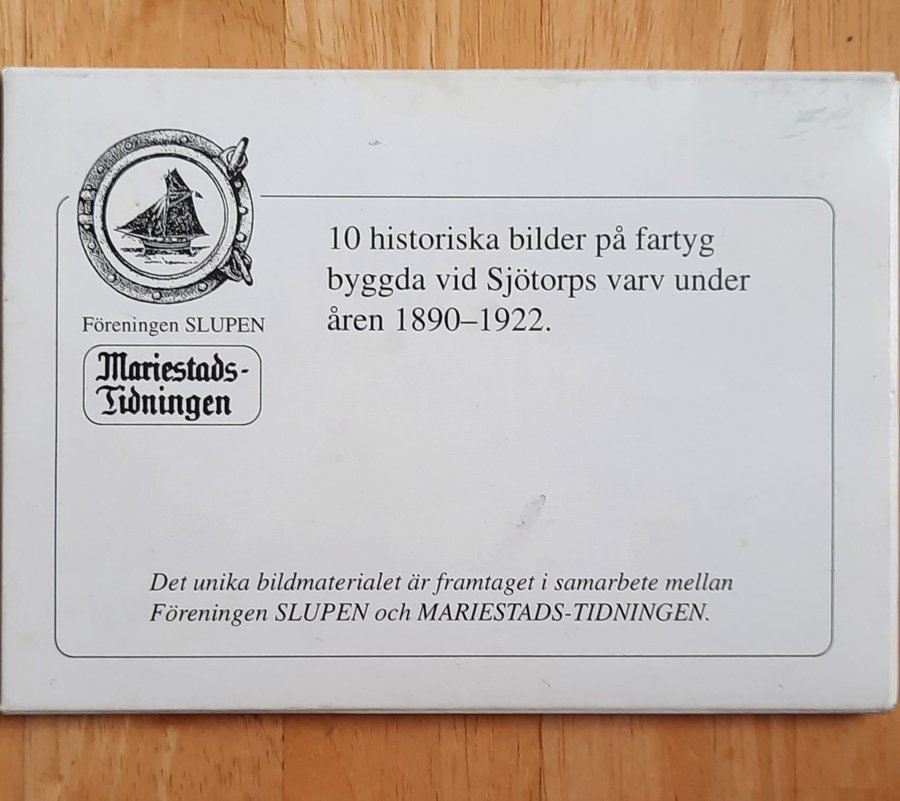 10 historiska bilder på fartyg
byggda vid Sjötorps varv under
åren 1890–1922.
Föreningen SLUPEN
Mariestads-
Tidningen
Det unika bildmaterialet är framtaget i samarbete mellan
Föreningen SLUPEN och MARIESTADS-TIDNINGEN.